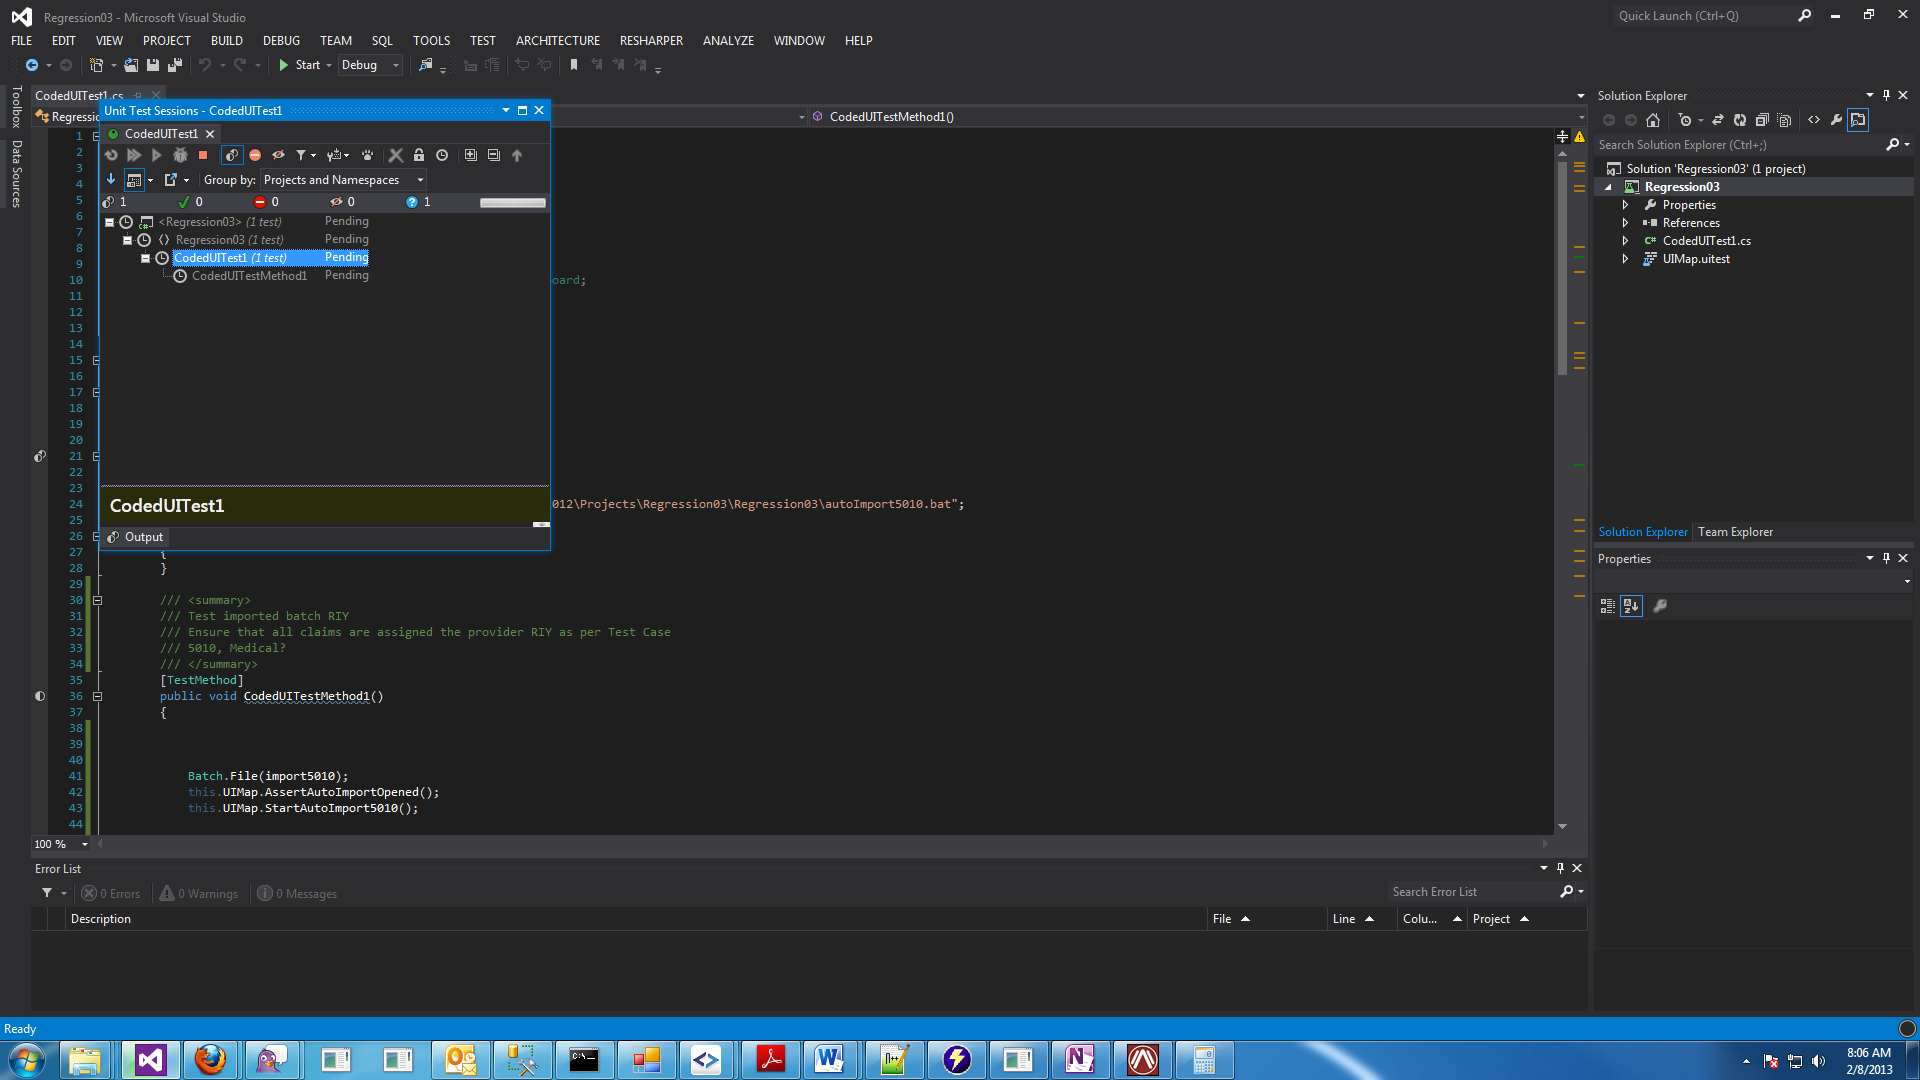 Regression03 - Microsoft Visual Studio
Quick Launch (Ctrl+Q)
FILE EDIT VIEW PROJECT BUILD DEBUG TEAM SQL TOOLS TEST ARCHITECTURE RESHARPER ANALYZE WINDOW HELP
Start Debug
Toolbox
Data Sources
CodedUITest1.cs
Regressio
CodedUITestMethod1()
Unit Test Sessions - CodedUITest1
CodedUITest1
Group by: Projects and Namespaces
1 0 0 0 1
<Regression03> (1 test) Pending
Regression03 (1 test) Pending
CodedUITest1 (1 test) Pending
CodedUITestMethod1 Pending
CodedUITest1
Output
1
2
3
4
5
6
7
8
9
10 oard;
11
12
13
14
15
16
17
18
19
20
21
22
23
24 012\Projects\Regression03\Regression03\autoImport5010.bat";
25
26
27 {
28 }
29
30 /// <summary>
31 /// Test imported batch RIY
32 /// Ensure that all claims are assigned the provider RIY as per Test Case
33 /// 5010, Medical?
34 /// </summary>
35 [TestMethod]
36 public void CodedUITestMethod1()
37 {
38
39
40
41 Batch.File(import5010);
42 this.UIMap.AssertAutoImportOpened();
43 this.UIMap.StartAutoImport5010();
44
100 %
Error List
0 Errors 0 Warnings 0 Messages
Search Error List
Description File Line Colu... Project
Solution Explorer
Search Solution Explorer (Ctrl+;)
Solution 'Regression03' (1 project)
Regression03
Properties
References
C# CodedUITest1.cs
UIMap.uitest
Solution Explorer Team Explorer
Properties
Ready
8:06 AM
2/8/2013